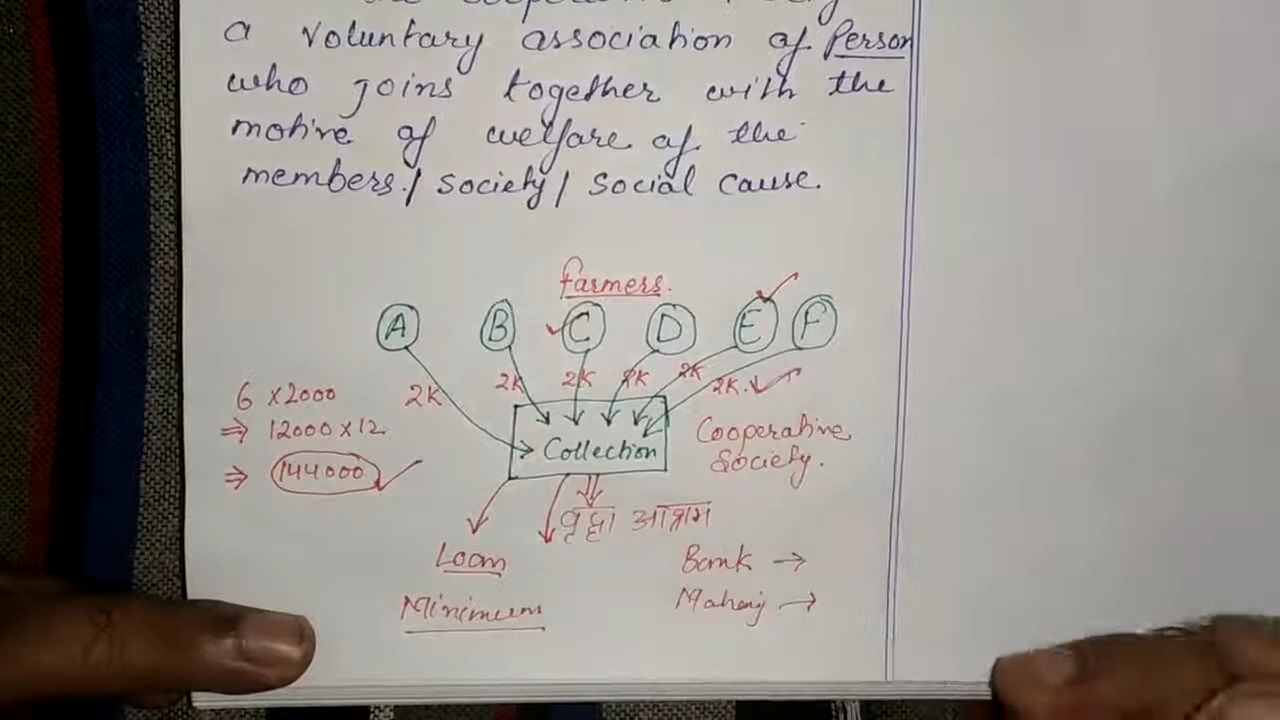 a voluntary association of Person
who joins together with the
motive of welfare of the
members / society / social cause.
farmers.
A B C D E F
2K 2K 2K 2K 2K 2K.
6 x 2000
⇒ 12000 x 12
⇒ 144000
Collection
Cooperative
Society.
वृद्धा आश्रम
Loan
Minimum
Bank →
Mahanj →